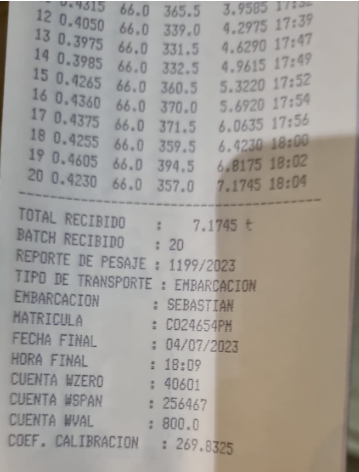 0.4315 66.0 365.5 3.9585
12 0.4050 66.0 339.0 4.2975 17:39
13 0.3975 66.0 331.5 4.6290 17:47
14 0.3985 66.0 332.5 4.9615 17:49
15 0.4265 66.0 360.5 5.3220 17:52
16 0.4360 66.0 370.0 5.6920 17:54
17 0.4375 66.0 371.5 6.0635 17:56
18 0.4255 66.0 359.5 6.4230 18:00
19 0.4605 66.0 394.5 6.8175 18:02
20 0.4230 66.0 357.0 7.1745 18:04
TOTAL RECIBIDO : 7.1745 t
BATCH RECIBIDO : 20
REPORTE DE PESAJE : 1199/2023
TIPO DE TRANSPORTE : EMBARCACION
EMBARCACION : SEBASTIAN
MATRICULA : CO24654PM
FECHA FINAL : 04/07/2023
HORA FINAL : 18:09
CUENTA WZERO : 40601
CUENTA WSPAN : 256467
CUENTA WVAL : 800.0
COEF. CALIBRACION : 269.8325